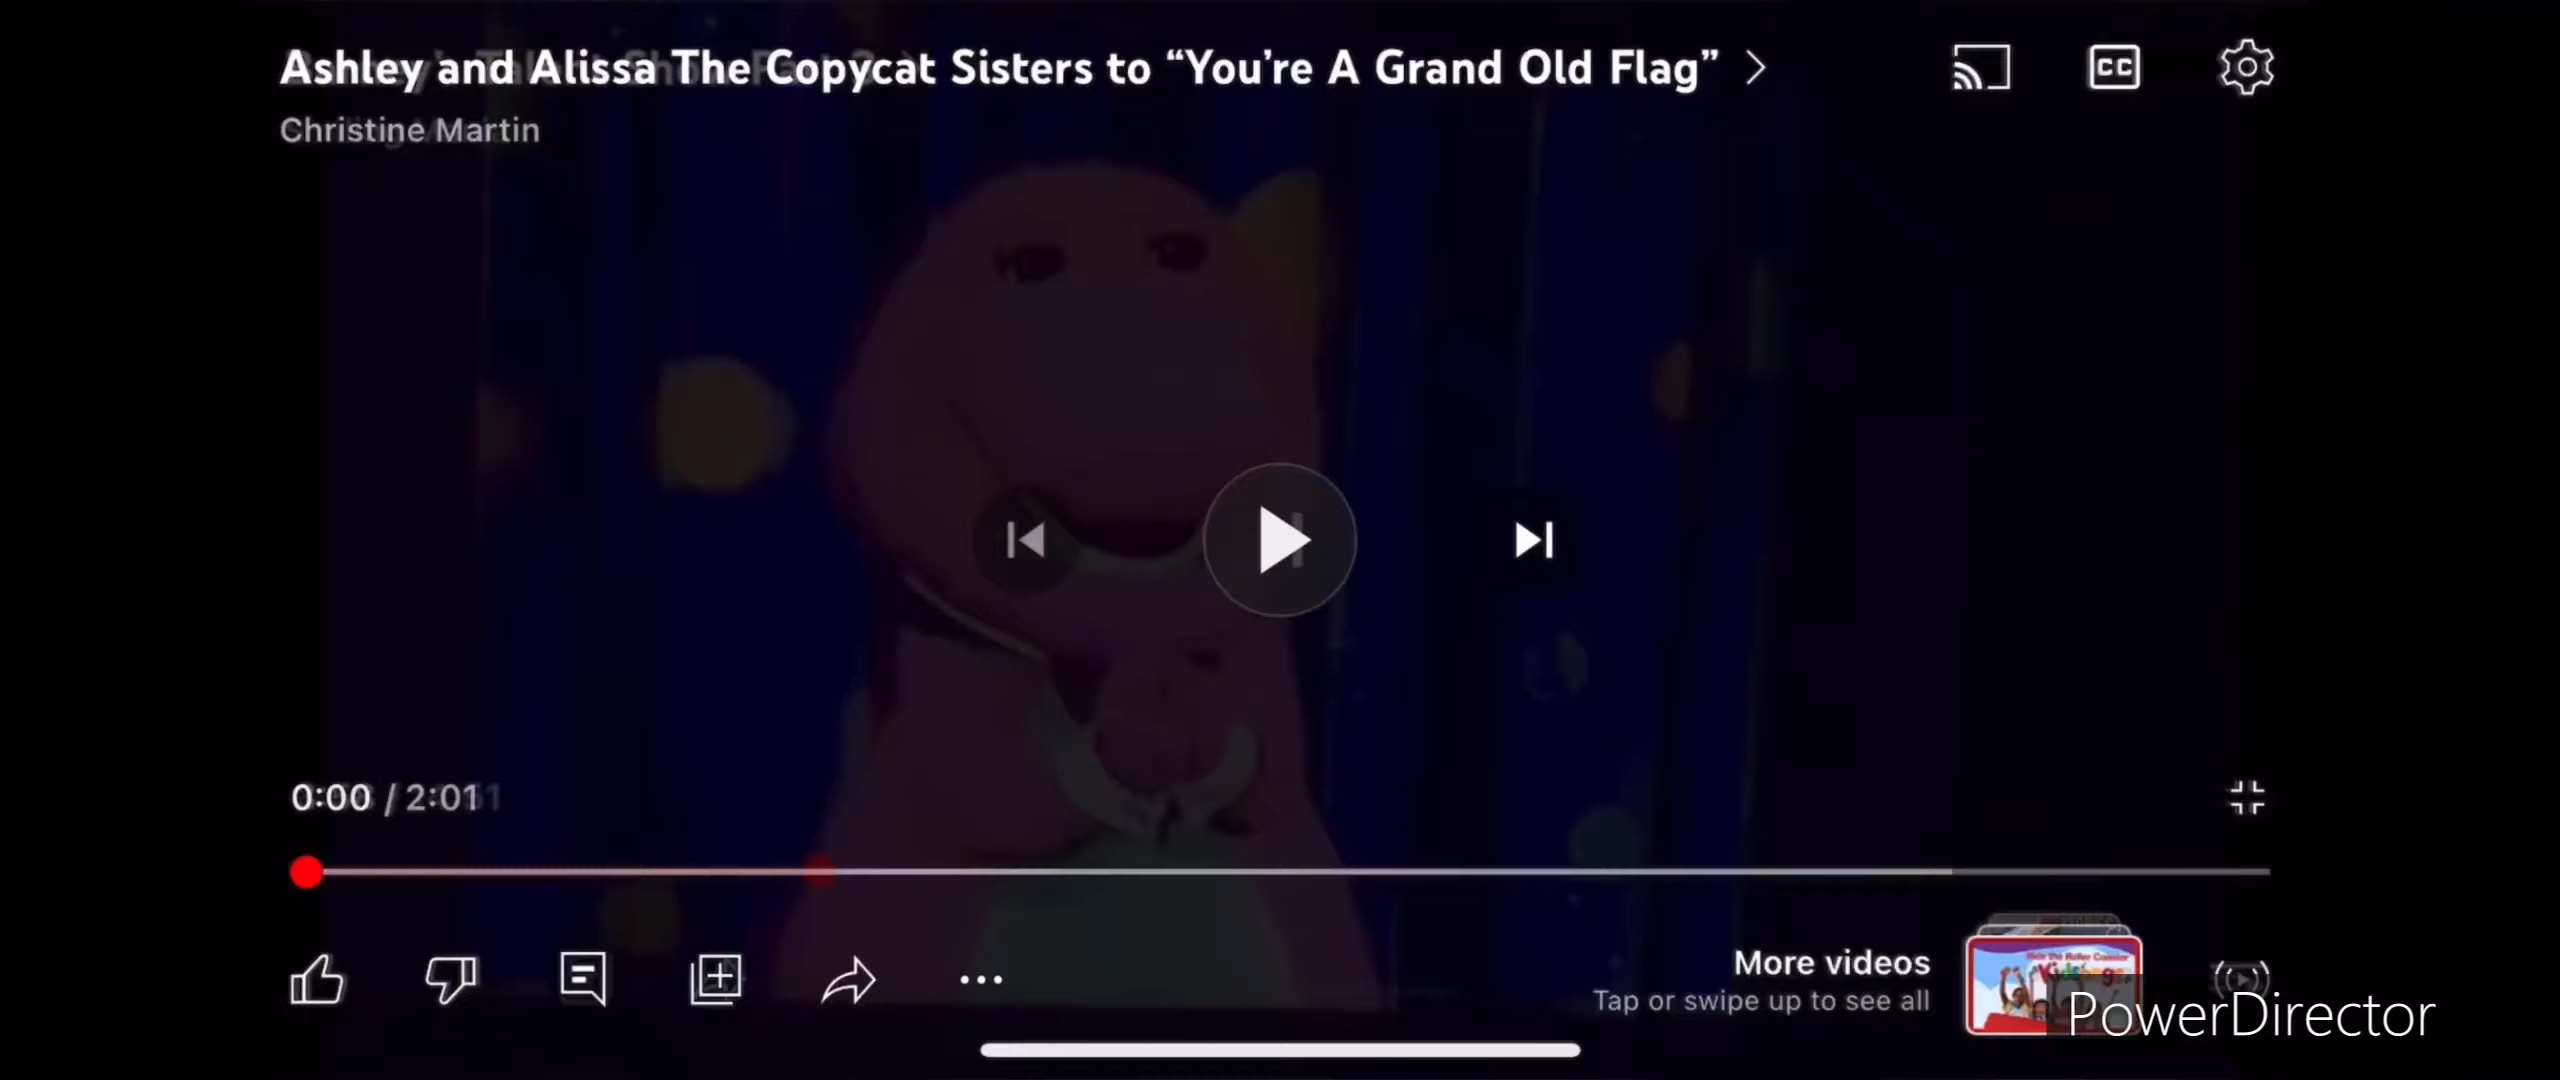 Ashley and Alissa The Copycat Sisters to “You’re A Grand Old Flag”
Christine Martin
CC
0:00 / 2:01
More videos
Tap or swipe up to see all
PowerDirector